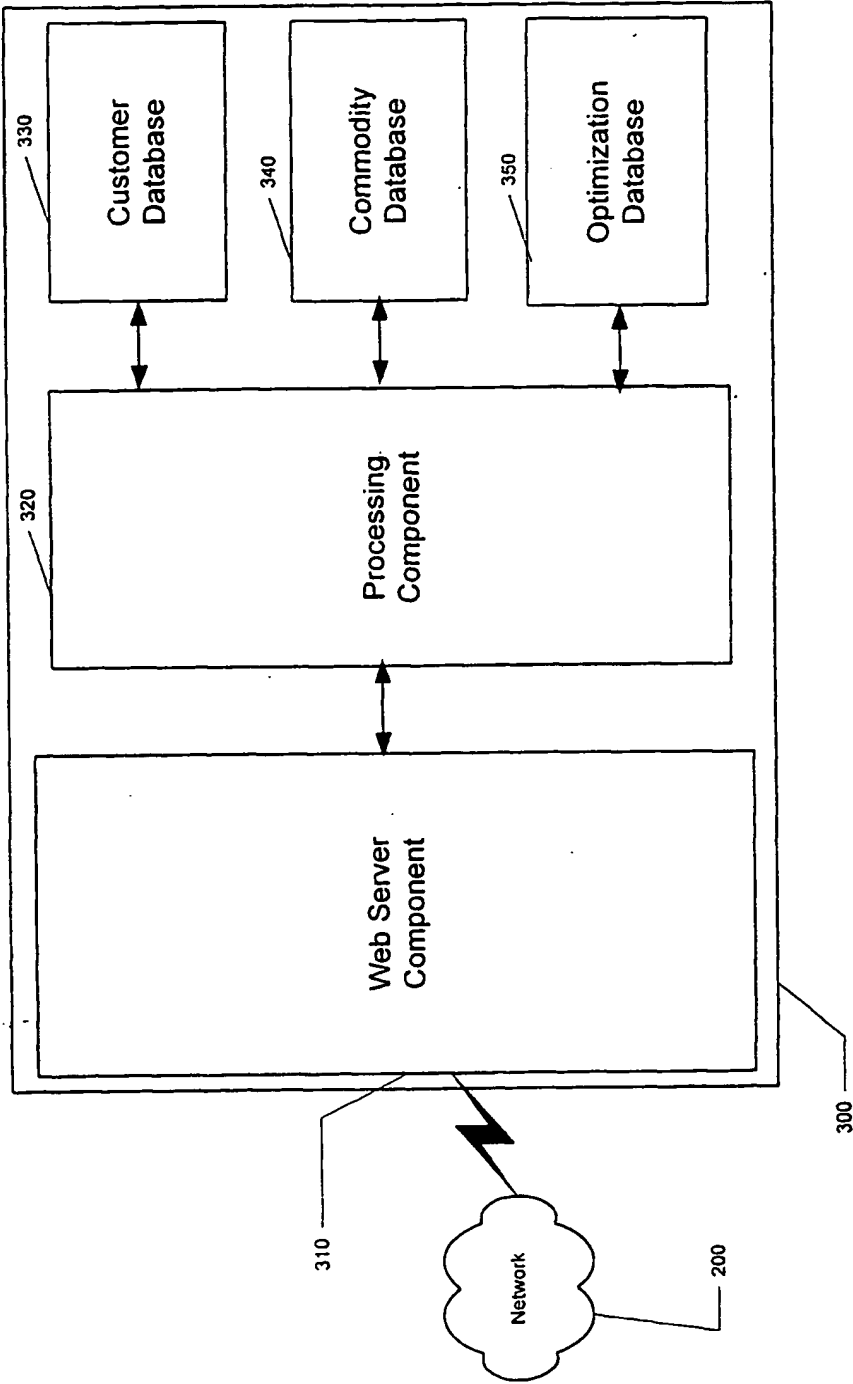 320
330
Customer
Database
340
Commodity
Database
350
Optimization
Database
Processing
Component
Web Server
Component
310
Network
200
300